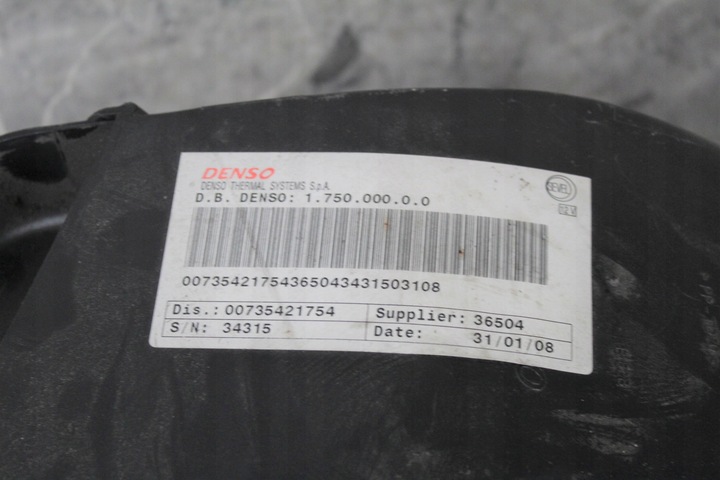 DENSO
DENSO THERMAL SYSTEMS S.p.A.
SEVEL
D.B. DENSO: 1.750.000.0.0
12 V
00735421754365043431503108
Dis.: 00735421754
Supplier: 36504
S/N: 34315
Date: 31/01/08